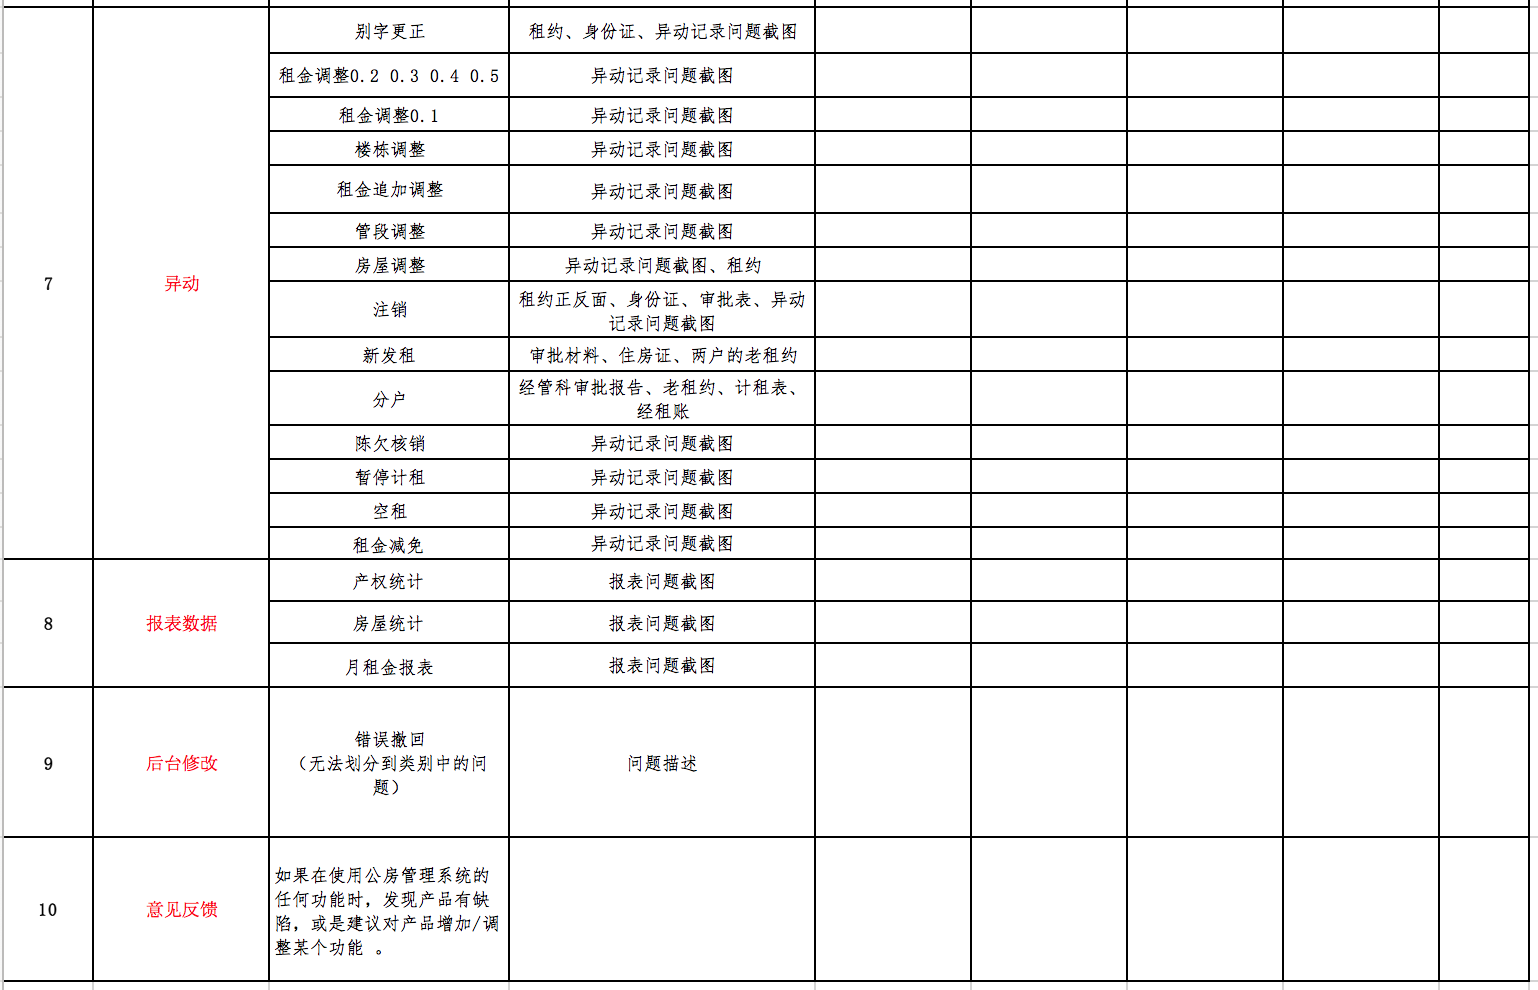 别字更正 租约、身份证、异动记录问题截图
租金调整0.2 0.3 0.4 0.5 异动记录问题截图
租金调整0.1 异动记录问题截图
楼栋调整 异动记录问题截图
租金追加调整 异动记录问题截图
管段调整 异动记录问题截图
房屋调整 异动记录问题截图、租约
7 异动
注销 租约正反面、身份证、审批表、异动
记录问题截图
新发租 审批材料、住房证、两户的老租约
分户 经管科审批报告、老租约、计租表、
经租账
陈欠核销 异动记录问题截图
暂停计租 异动记录问题截图
空租 异动记录问题截图
租金减免 异动记录问题截图
产权统计 报表问题截图
8 报表数据 房屋统计 报表问题截图
月租金报表 报表问题截图
错误撤回
9 后台修改 （无法划分到类别中的问 问题描述
题）
如果在使用公房管理系统的
任何功能时，发现产品有缺
10 意见反馈 陷，或是建议对产品增加/调
整某个功能 。